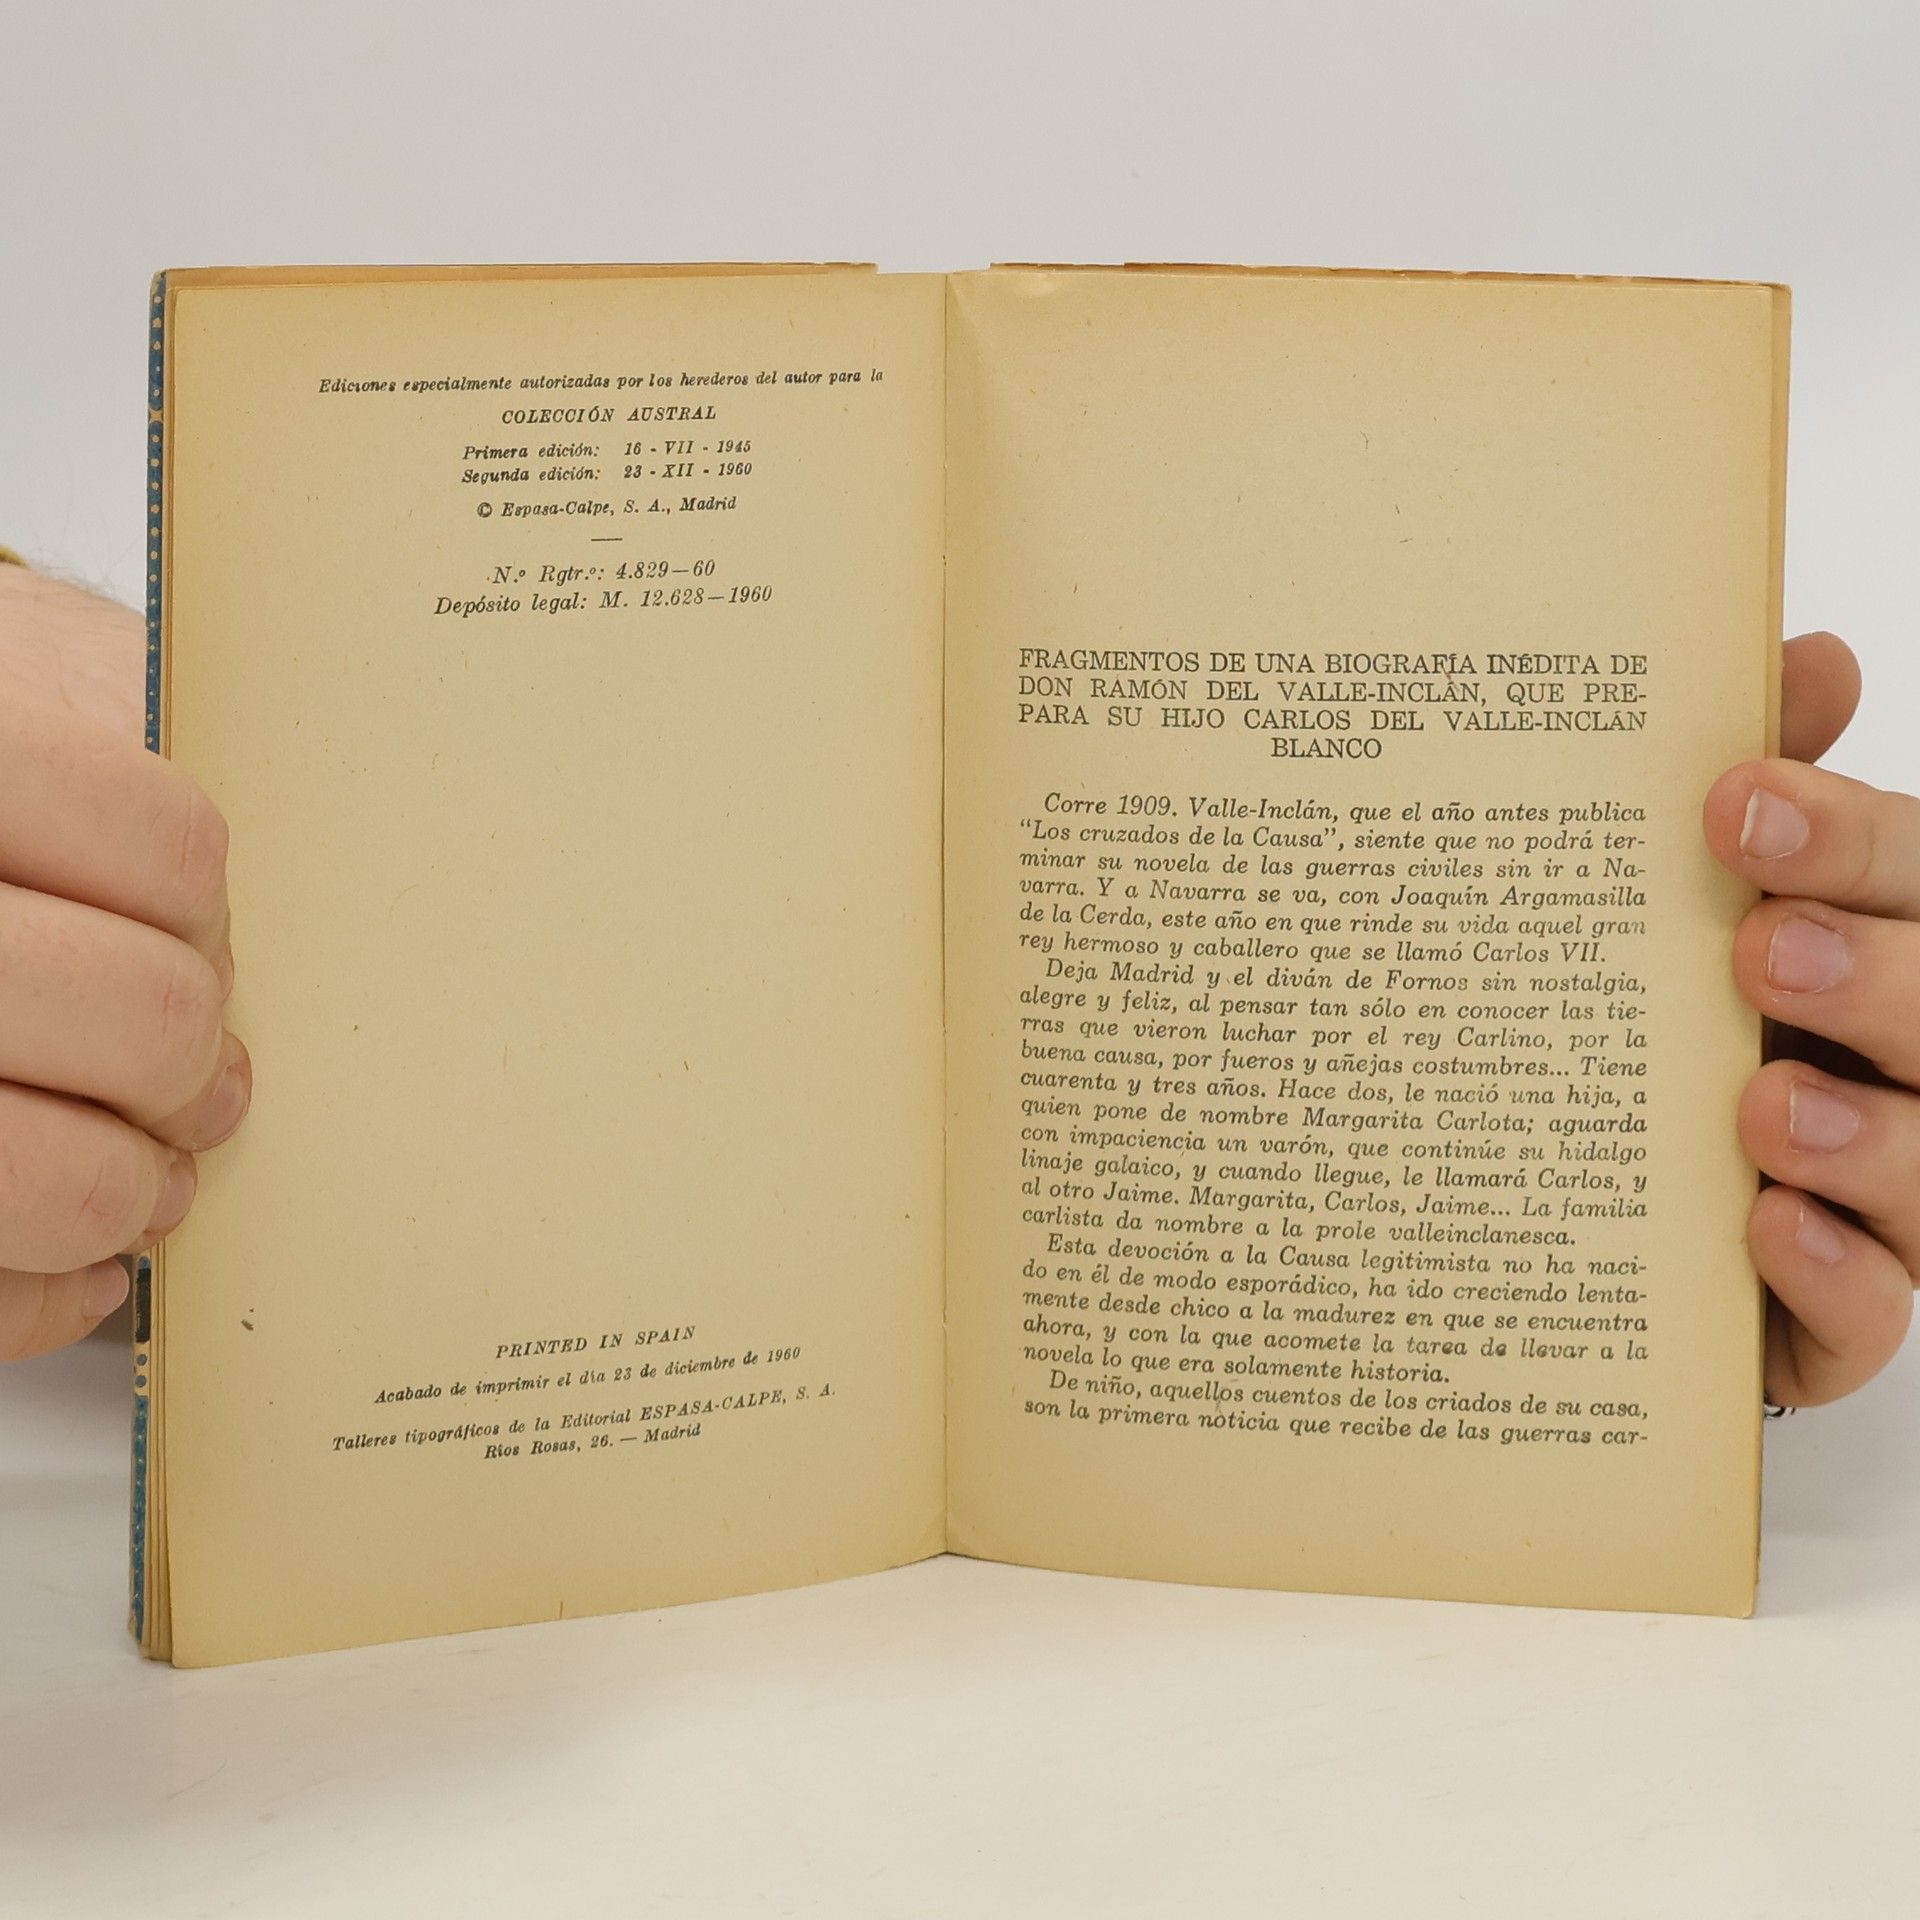 Ediciones especialmente autorizadas por los herederos del autor para la
COLECCIÓN AUSTRAL
Primera edición: 16 - VII - 1945
Segunda edición: 23 - XII - 1960
© Espasa-Calpe, S. A., Madrid
N.º Rgtr.º: 4.829—60
Depósito legal: M. 12.628—1960
PRINTED IN SPAIN
Acabado de imprimir el día 23 de diciembre de 1960
Talleres tipográficos de la Editorial ESPASA-CALPE, S. A.
Ríos Rosas, 26. — Madrid
FRAGMENTOS DE UNA BIOGRAFÍA INÉDITA DE
DON RAMÓN DEL VALLE-INCLÁN, QUE PRE-
PARA SU HIJO CARLOS DEL VALLE-INCLÁN
BLANCO
Corre 1909. Valle-Inclán, que el año antes publica
“Los cruzados de la Causa”, siente que no podrá ter-
minar su novela de las guerras civiles sin ir a Na-
varra. Y a Navarra se va, con Joaquín Argamasilla
de la Cerda, este año en que rinde su vida aquel gran
rey hermoso y caballero que se llamó Carlos VII.
Deja Madrid y el diván de Fornos sin nostalgia,
alegre y feliz, al pensar tan sólo en conocer las tie-
rras que vieron luchar por el rey Carlino, por la
buena causa, por fueros y añejas costumbres... Tiene
cuarenta y tres años. Hace dos, le nació una hija, a
quien pone de nombre Margarita Carlota; aguarda
con impaciencia un varón, que continúe su hidalgo
linaje galaico, y cuando llegue, le llamará Carlos, y
al otro Jaime. Margarita, Carlos, Jaime... La familia
carlista da nombre a la prole valleinclanesca.
Esta devoción a la Causa legitimista no ha naci-
do en él de modo esporádico, ha ido creciendo lenta-
mente desde chico a la madurez en que se encuentra
ahora, y con la que acomete la tarea de llevar a la
novela lo que era solamente historia.
De niño, aquellos cuentos de los criados de su casa,
son la primera noticia que recibe de las guerras car-